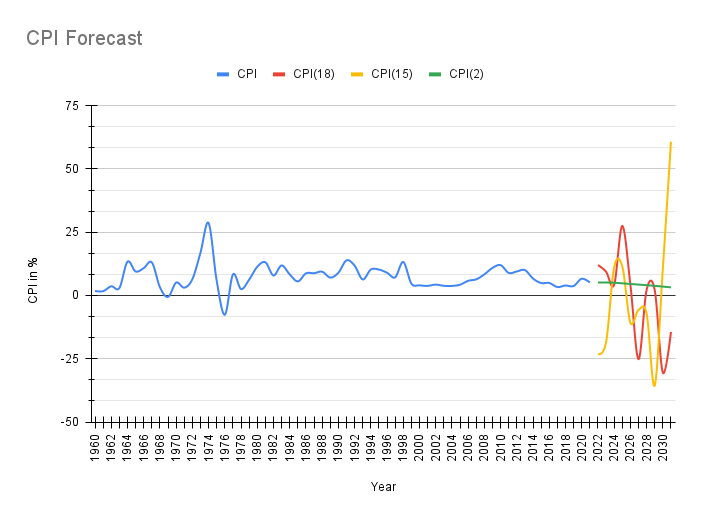 CPI Forecast
CPI CPI(18) CPI(15) CPI(2)
75
50
25
0
-25
-50
CPI in %
1960 1962 1964 1966 1968 1970 1972 1974 1976 1978 1980 1982 1984 1986 1988 1990 1992 1994 1996 1998 2000 2002 2004 2006 2008 2010 2012 2014 2016 2018 2020 2022 2024 2026 2028 2030
Year